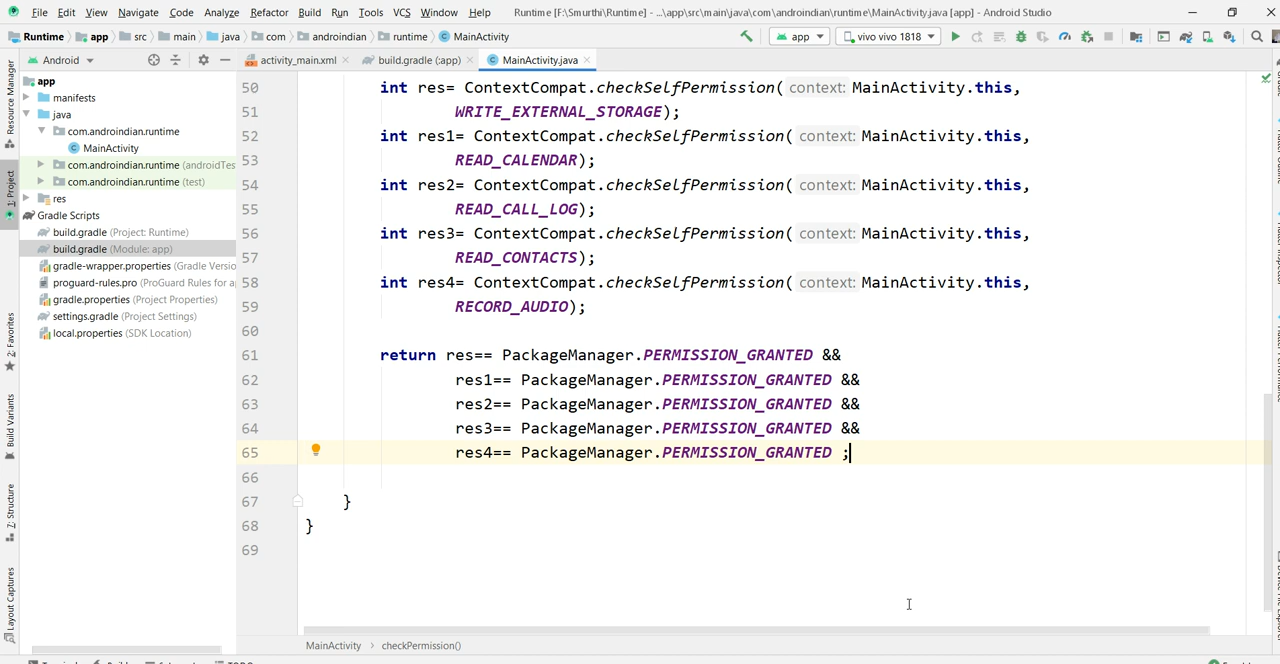 File Edit View Navigate Code Analyze Refactor Build Run Tools VCS Window Help Runtime [F:\Smurthi\Runtime] - ...\app\src\main\java\com\androindian\runtime\MainActivity.java [app] - Android Studio
Runtime app src main java com androindian runtime MainActivity app vivo vivo 1818
Android activity_main.xml build.gradle (:app) MainActivity.java
Resource Manager
1: Project
2: Favorites
Build Variants
7: Structure
Layout Captures
app
manifests
java
com.androindian.runtime
MainActivity
com.androindian.runtime (androidTes
com.androindian.runtime (test)
res
Gradle Scripts
build.gradle (Project: Runtime)
build.gradle (Module: app)
gradle-wrapper.properties (Gradle Versio
proguard-rules.pro (ProGuard Rules for a
gradle.properties (Project Properties)
settings.gradle (Project Settings)
local.properties (SDK Location)
50 int res= ContextCompat.checkSelfPermission( context: MainActivity.this,
51 WRITE_EXTERNAL_STORAGE);
52 int res1= ContextCompat.checkSelfPermission( context: MainActivity.this,
53 READ_CALENDAR);
54 int res2= ContextCompat.checkSelfPermission( context: MainActivity.this,
55 READ_CALL_LOG);
56 int res3= ContextCompat.checkSelfPermission( context: MainActivity.this,
57 READ_CONTACTS);
58 int res4= ContextCompat.checkSelfPermission( context: MainActivity.this,
59 RECORD_AUDIO);
60
61 return res== PackageManager.PERMISSION_GRANTED &&
62 res1== PackageManager.PERMISSION_GRANTED &&
63 res2== PackageManager.PERMISSION_GRANTED &&
64 res3== PackageManager.PERMISSION_GRANTED &&
65 res4== PackageManager.PERMISSION_GRANTED ;
66
67 }
68 }
69
MainActivity > checkPermission()